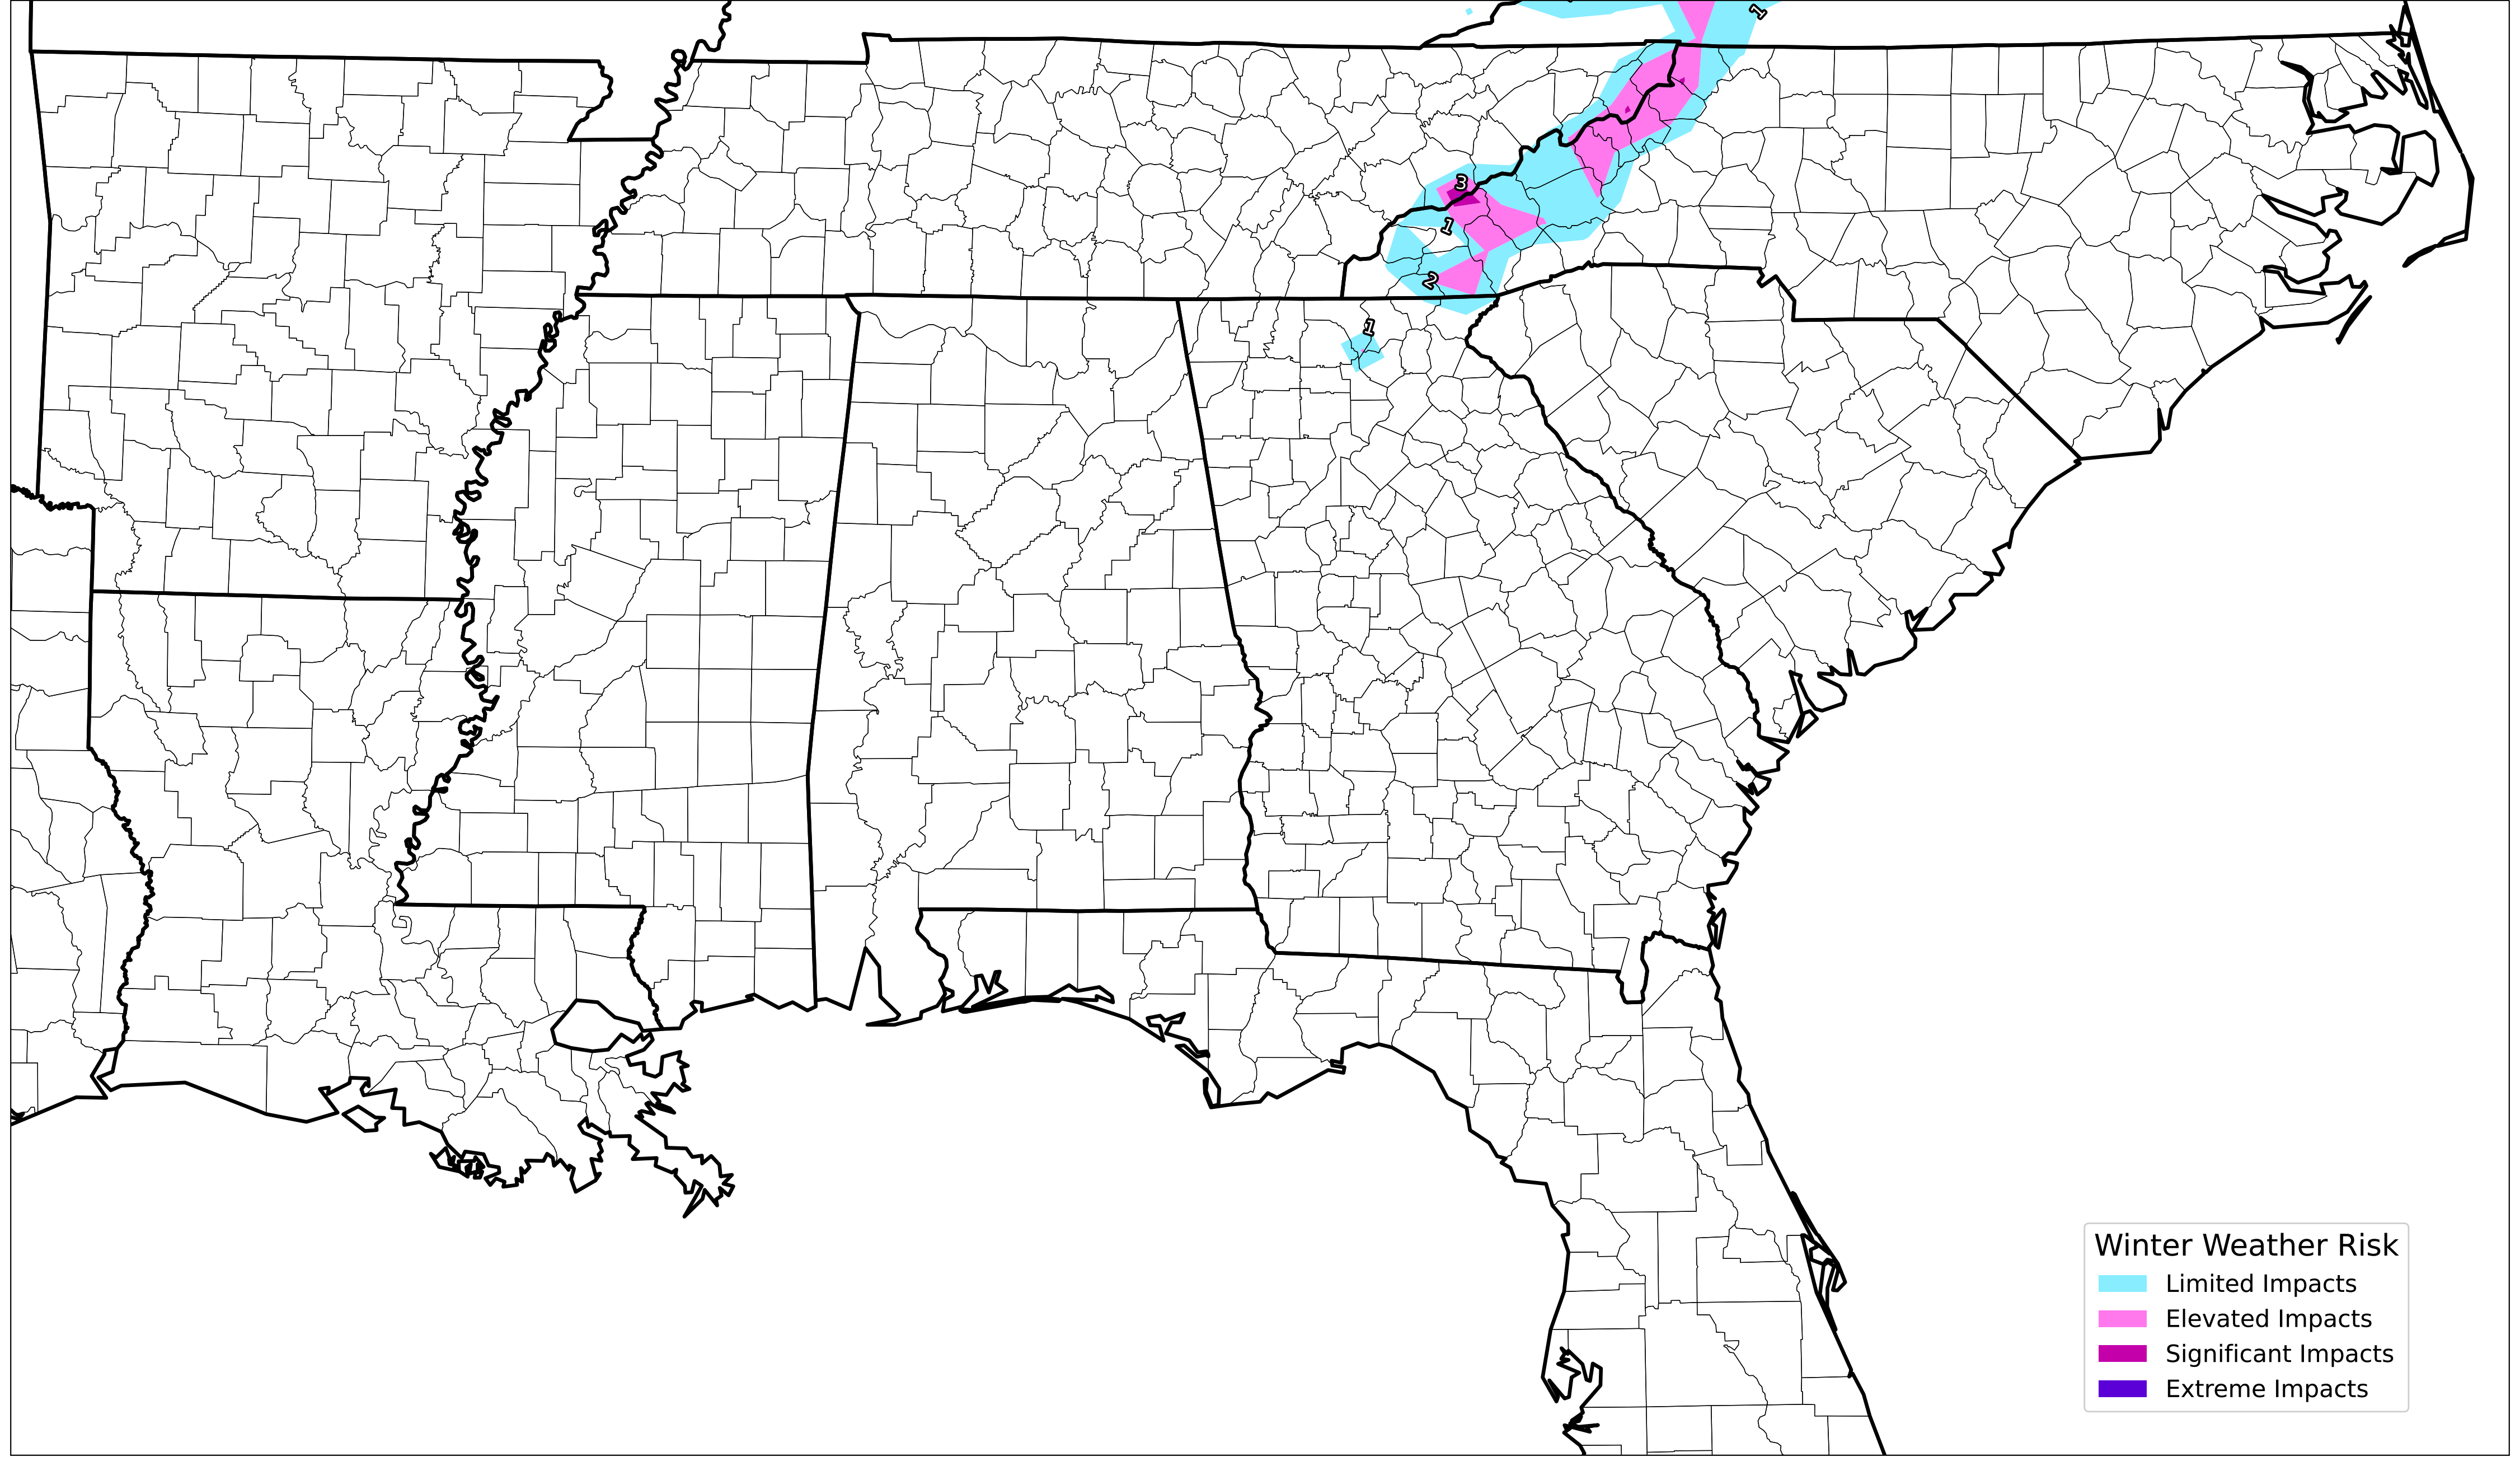 1
3
1
2
1
Winter Weather Risk
Limited Impacts
Elevated Impacts
Significant Impacts
Extreme Impacts